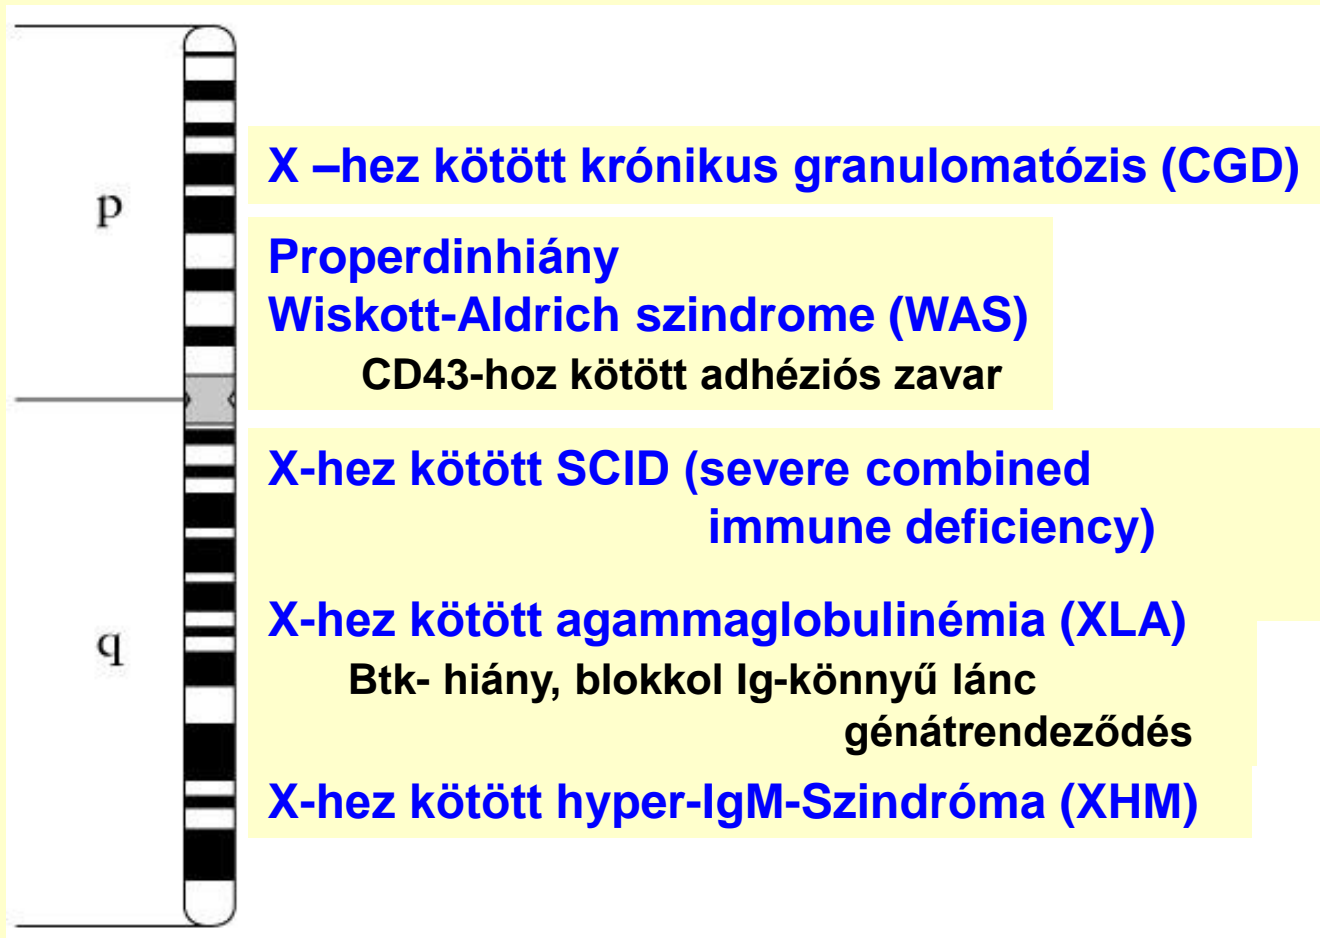 p
X –hez kötött krónikus granulomatózis (CGD)
Properdinhiány
Wiskott-Aldrich szindrome (WAS)
CD43-hoz kötött adhéziós zavar
X-hez kötött SCID (severe combined
immune deficiency)
q
X-hez kötött agammaglobulinémia (XLA)
Btk- hiány, blokkol Ig-könnyű lánc
génátrendeződés
X-hez kötött hyper-IgM-Szindróma (XHM)